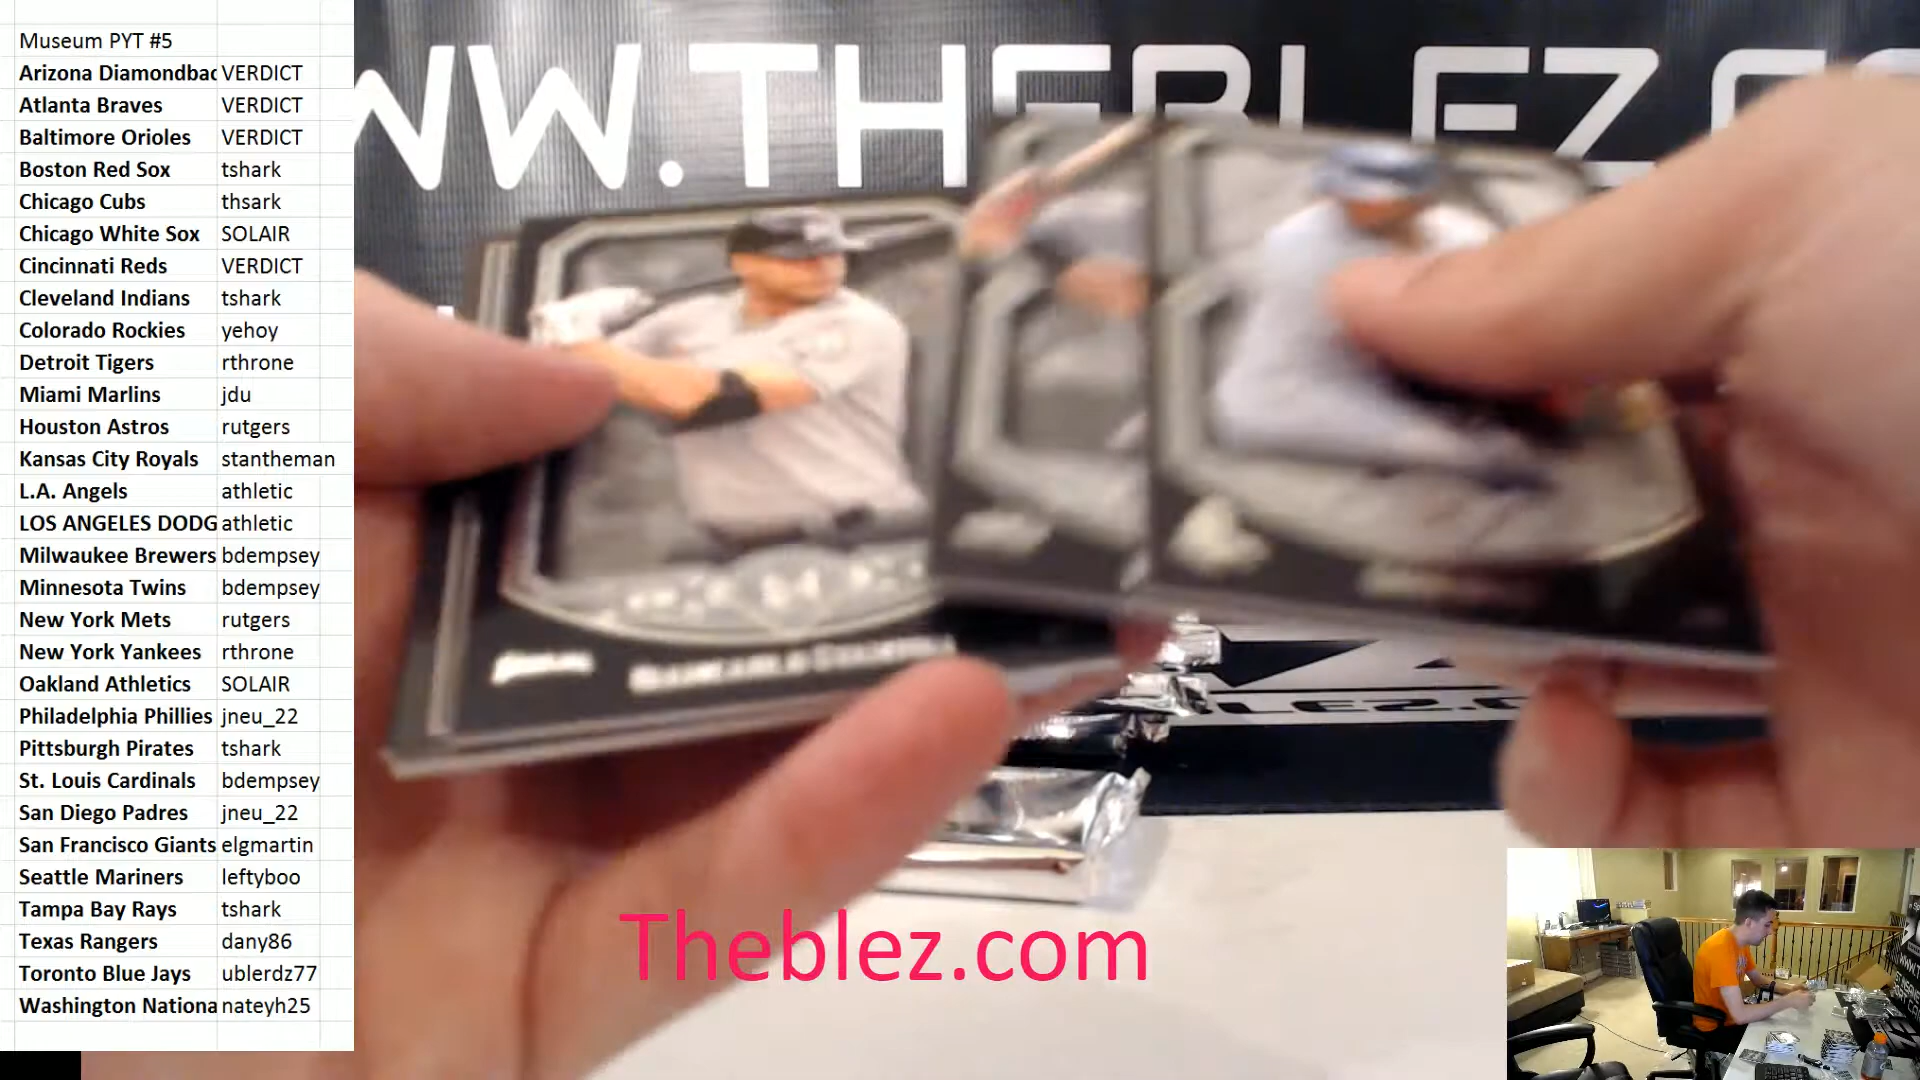 Museum PYT #5
Arizona Diamondbac VERDICT
Atlanta Braves VERDICT
Baltimore Orioles VERDICT
Boston Red Sox tshark
Chicago Cubs thsark
Chicago White Sox SOLAIR
Cincinnati Reds VERDICT
Cleveland Indians tshark
Colorado Rockies yehoy
Detroit Tigers rthrone
Miami Marlins jdu
Houston Astros rutgers
Kansas City Royals stantheman
L.A. Angels athletic
LOS ANGELES DODG athletic
Milwaukee Brewers bdempsey
Minnesota Twins bdempsey
New York Mets rutgers
New York Yankees rthrone
Oakland Athletics SOLAIR
Philadelphia Phillies jneu_22
Pittsburgh Pirates tshark
St. Louis Cardinals bdempsey
San Diego Padres jneu_22
San Francisco Giants elgmartin
Seattle Mariners leftyboo
Tampa Bay Rays tshark
Texas Rangers dany86
Toronto Blue Jays ublerdz77
Washington Nationa nateyh25
WW.THEBLEZ.CO
Theblez.com